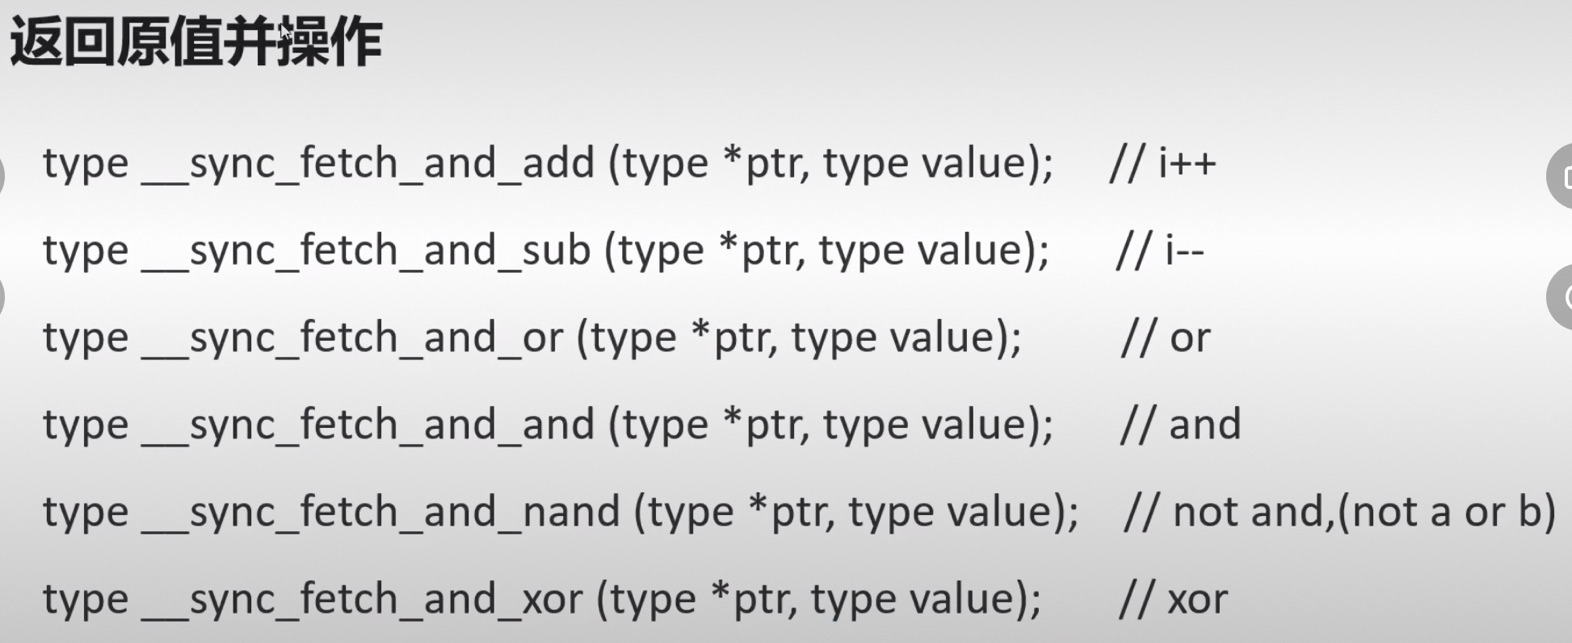 返回原值并操作
type __sync_fetch_and_add (type *ptr, type value); // i++
type __sync_fetch_and_sub (type *ptr, type value); // i--
type __sync_fetch_and_or (type *ptr, type value); // or
type __sync_fetch_and_and (type *ptr, type value); // and
type __sync_fetch_and_nand (type *ptr, type value); // not and,(not a or b)
type __sync_fetch_and_xor (type *ptr, type value); // xor